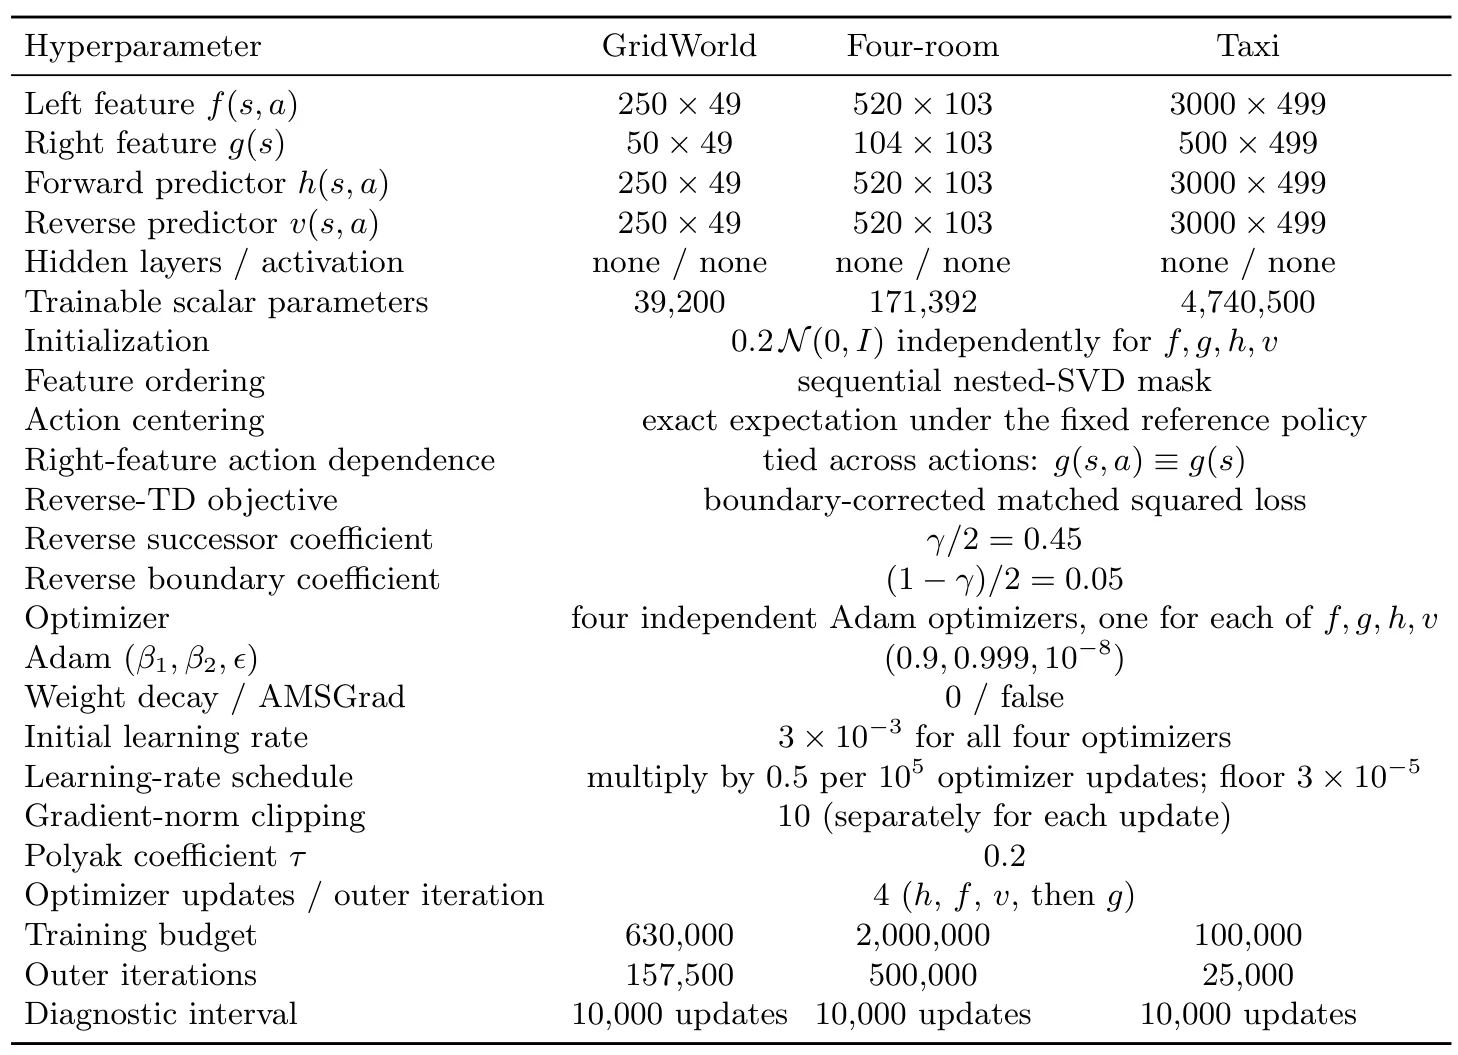 Hyperparameter GridWorld Four-room Taxi
Left feature f(s, a) 250 × 49 520 × 103 3000 × 499
Right feature g(s) 50 × 49 104 × 103 500 × 499
Forward predictor h(s, a) 250 × 49 520 × 103 3000 × 499
Reverse predictor v(s, a) 250 × 49 520 × 103 3000 × 499
Hidden layers / activation none / none none / none none / none
Trainable scalar parameters 39,200 171,392 4,740,500
Initialization 0.2 𝒩(0, I) independently for f, g, h, v
Feature ordering sequential nested-SVD mask
Action centering exact expectation under the fixed reference policy
Right-feature action dependence tied across actions: g(s, a) ≡ g(s)
Reverse-TD objective boundary-corrected matched squared loss
Reverse successor coefficient γ/2 = 0.45
Reverse boundary coefficient (1 − γ)/2 = 0.05
Optimizer four independent Adam optimizers, one for each of f, g, h, v
Adam (β₁, β₂, ϵ) (0.9, 0.999, 10⁻⁸)
Weight decay / AMSGrad 0 / false
Initial learning rate 3 × 10⁻³ for all four optimizers
Learning-rate schedule multiply by 0.5 per 10⁵ optimizer updates; floor 3 × 10⁻⁵
Gradient-norm clipping 10 (separately for each update)
Polyak coefficient τ 0.2
Optimizer updates / outer iteration 4 (h, f, v, then g)
Training budget 630,000 2,000,000 100,000
Outer iterations 157,500 500,000 25,000
Diagnostic interval 10,000 updates 10,000 updates 10,000 updates